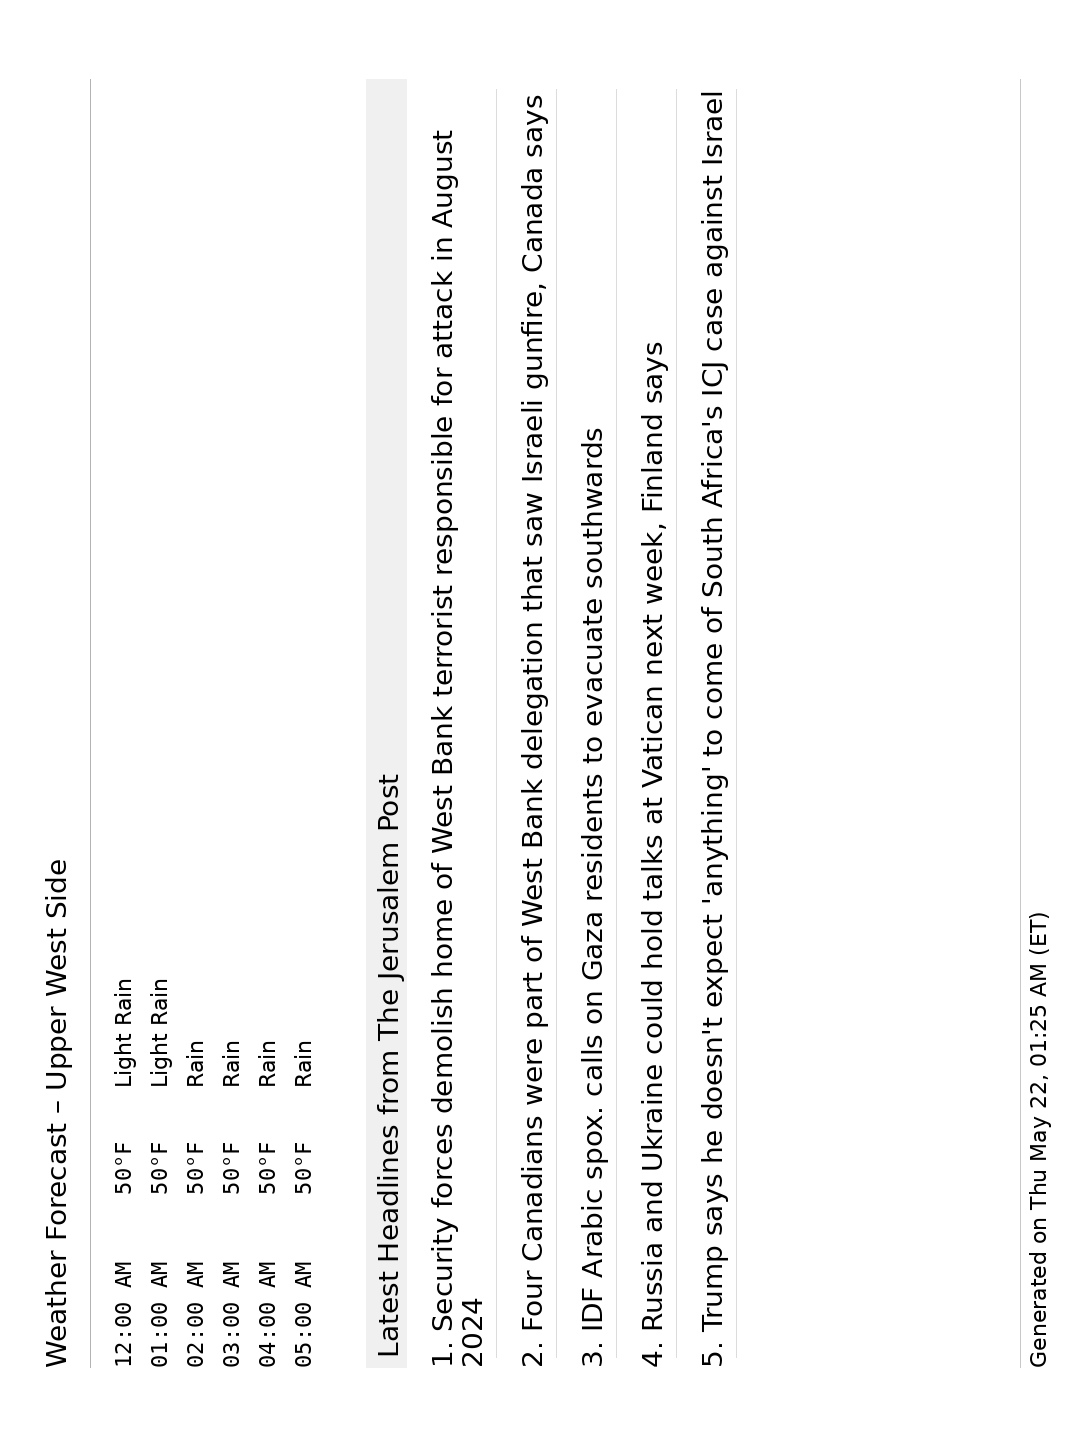 Weather Forecast – Upper West Side
12:00 AM 50°F Light Rain
01:00 AM 50°F Light Rain
02:00 AM 50°F Rain
03:00 AM 50°F Rain
04:00 AM 50°F Rain
05:00 AM 50°F Rain
Latest Headlines from The Jerusalem Post
1. Security forces demolish home of West Bank terrorist responsible for attack in August
2024
2. Four Canadians were part of West Bank delegation that saw Israeli gunfire, Canada says
3. IDF Arabic spox. calls on Gaza residents to evacuate southwards
4. Russia and Ukraine could hold talks at Vatican next week, Finland says
5. Trump says he doesn't expect 'anything' to come of South Africa's ICJ case against Israel
Generated on Thu May 22, 01:25 AM (ET)